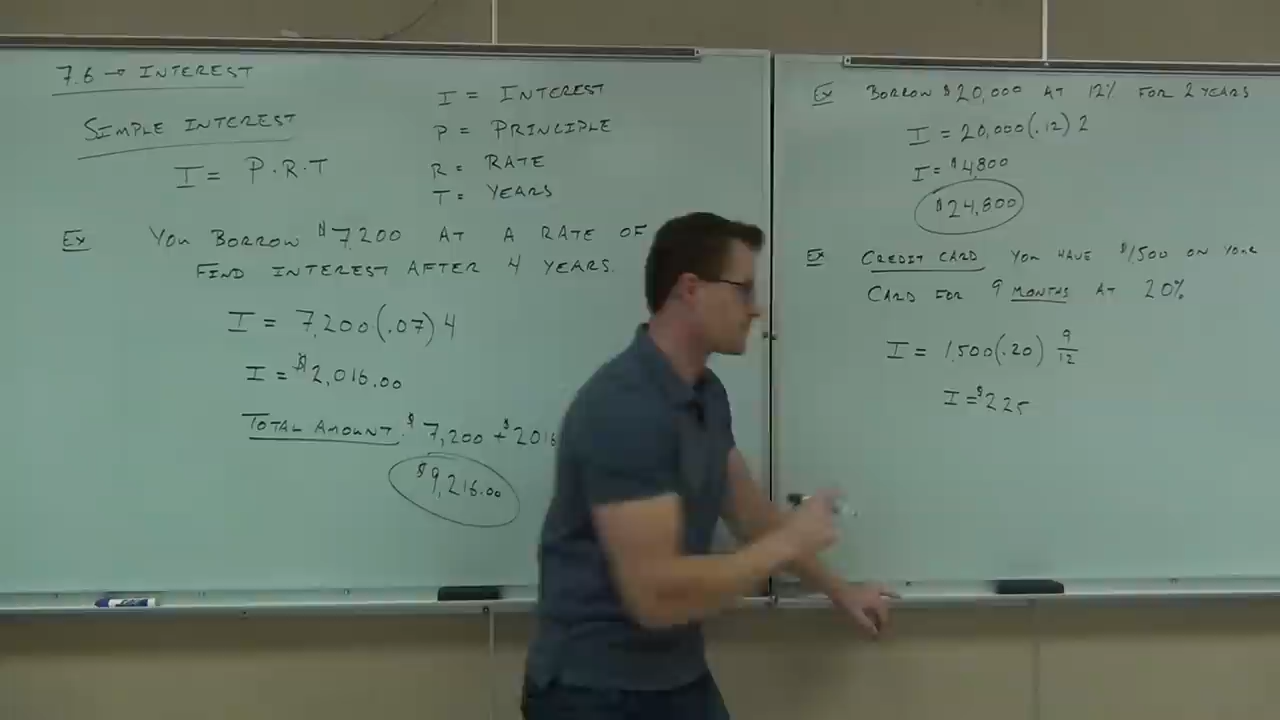 7.6 → INTEREST
SIMPLE INTEREST
I = P·R·T
I = INTEREST
P = PRINCIPLE
R = RATE
T = YEARS
Ex YOU BORROW $7,200 AT A RATE OF
FIND INTEREST AFTER 4 YEARS.
I = 7,200(.07)4
I = $2,016.00
TOTAL AMOUNT: $7,200 + $2016
$9,216.00
Ex BORROW $20,000 AT 12% FOR 2 YEARS
I = 20,000(.12)2
I = $4,800
$24,800
Ex CREDIT CARD YOU HAVE $1,500 ON YOUR
CARD FOR 9 MONTHS AT 20%
I = 1,500(.20) 9/12
I = $225